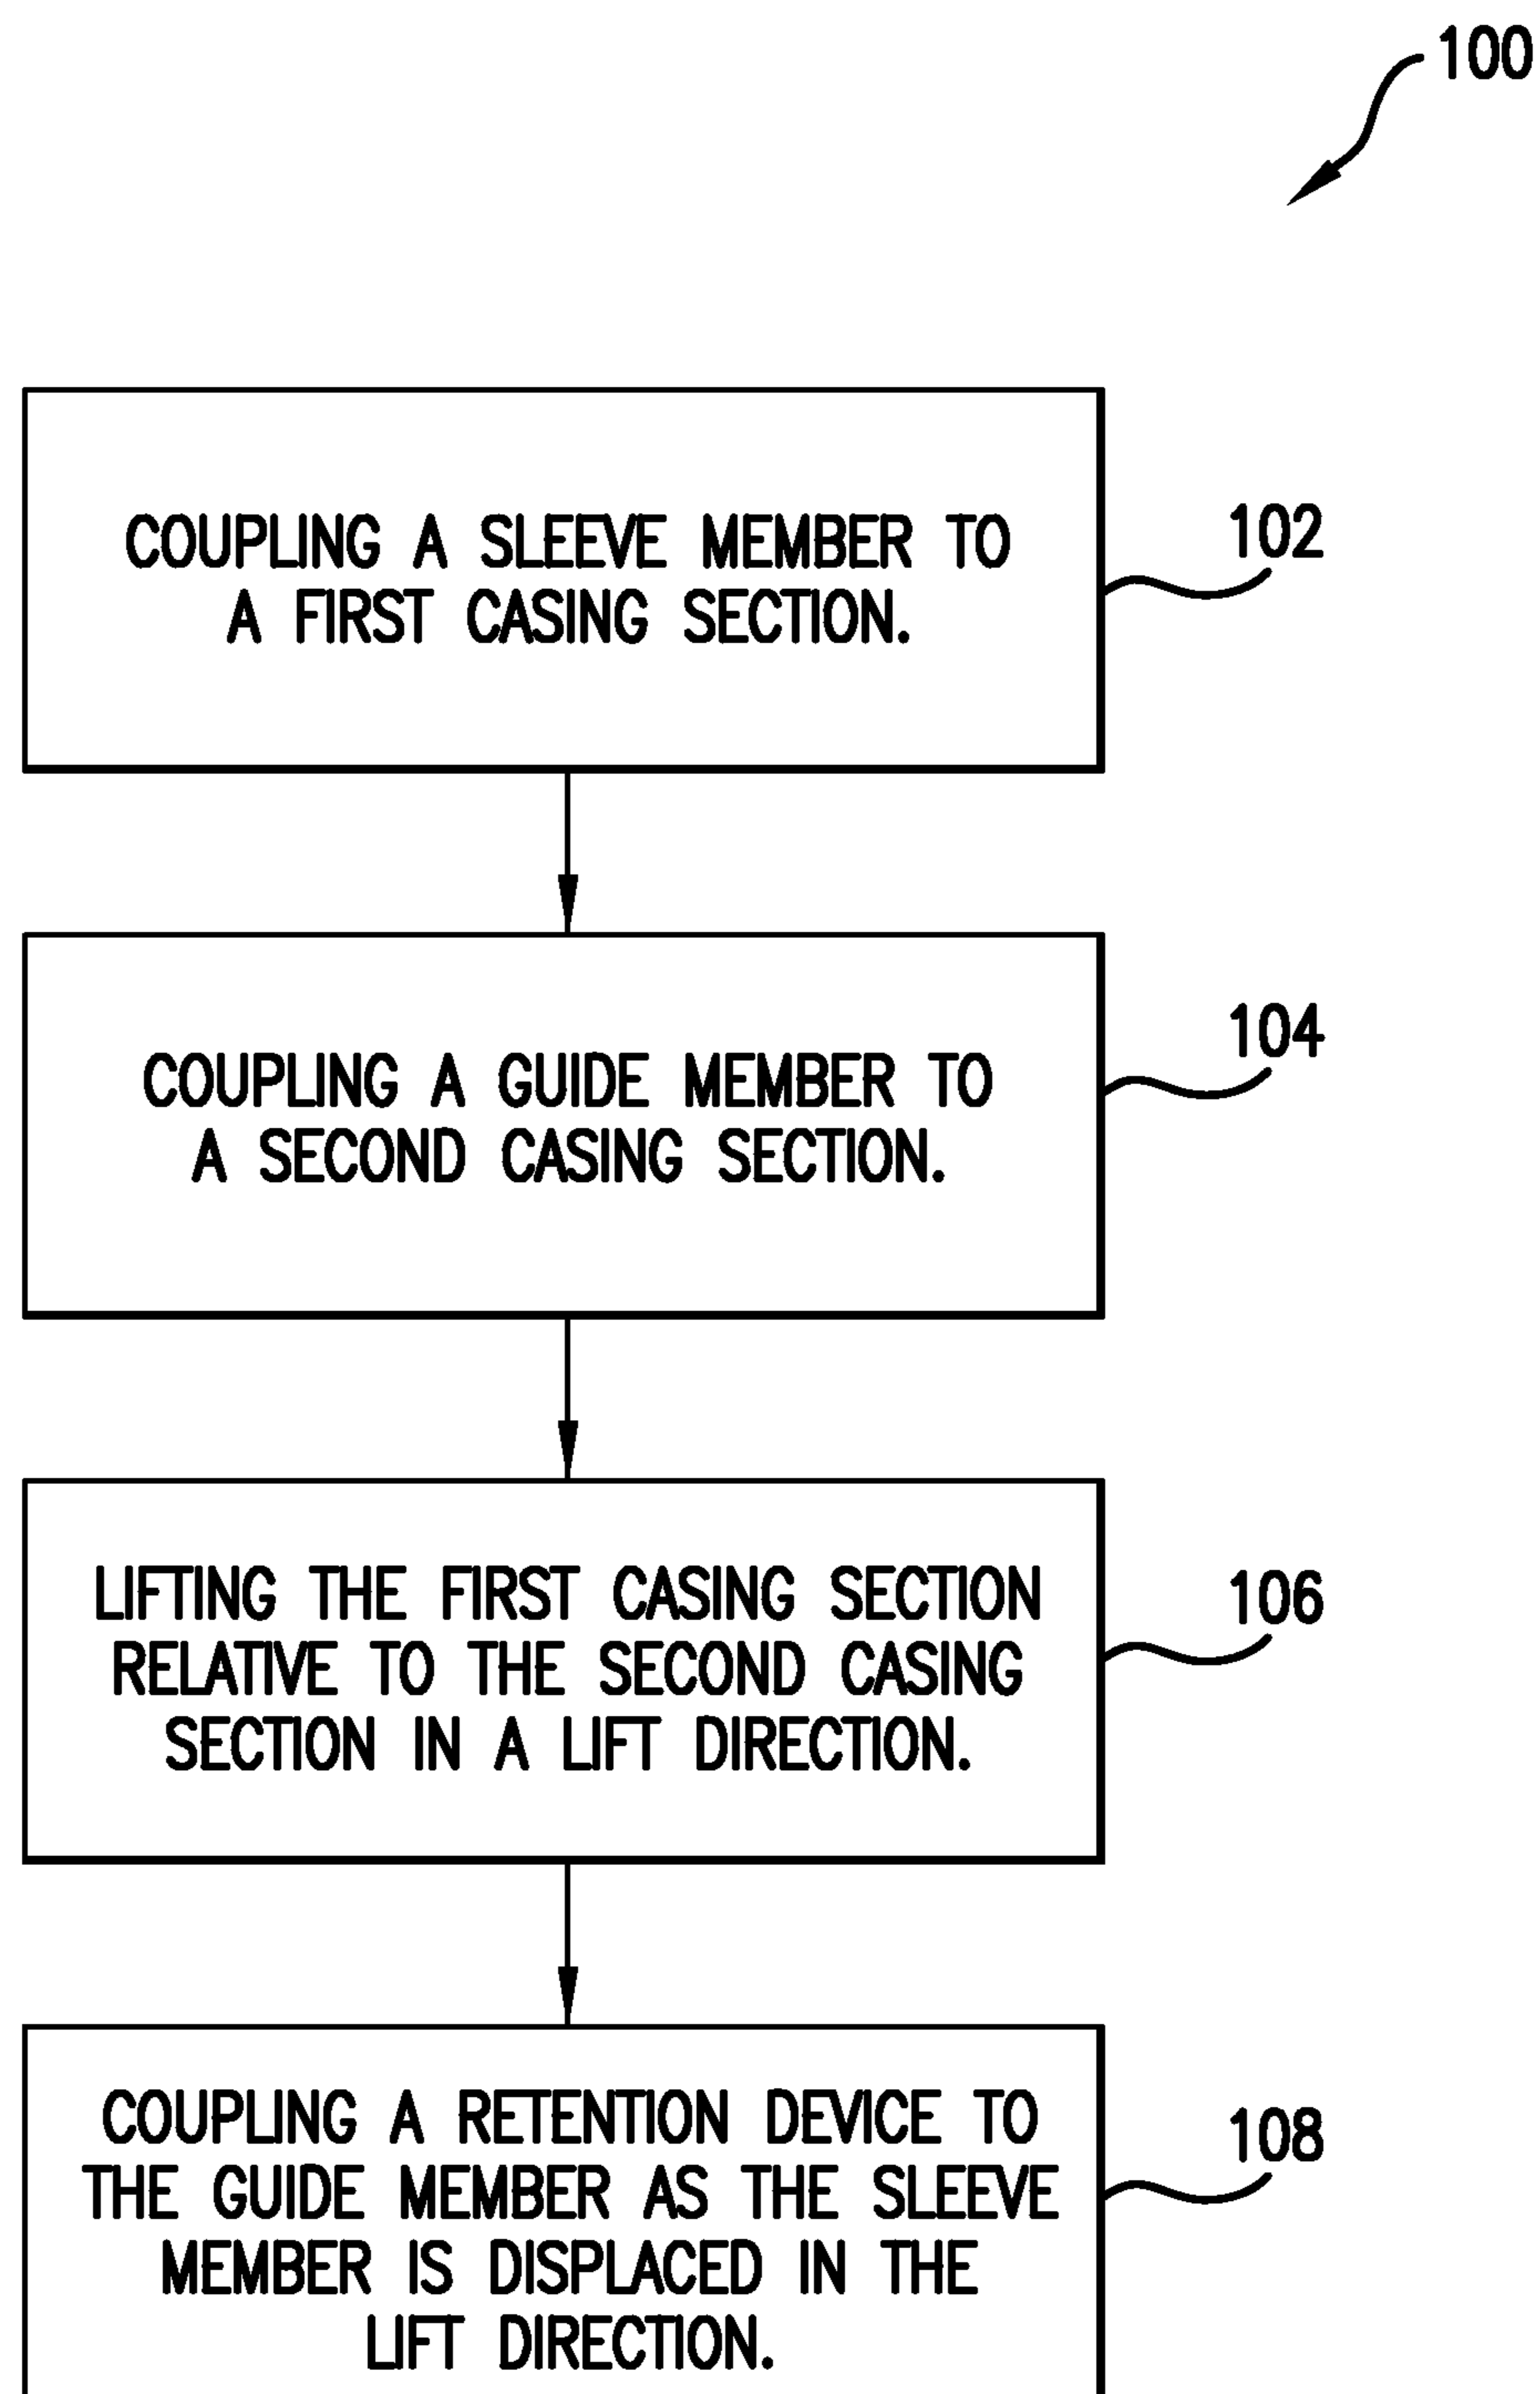 100
COUPLING A SLEEVE MEMBER TO
A FIRST CASING SECTION.
102
COUPLING A GUIDE MEMBER TO
A SECOND CASING SECTION.
104
LIFTING THE FIRST CASING SECTION
RELATIVE TO THE SECOND CASING
SECTION IN A LIFT DIRECTION.
106
COUPLING A RETENTION DEVICE TO
THE GUIDE MEMBER AS THE SLEEVE
MEMBER IS DISPLACED IN THE
LIFT DIRECTION.
108